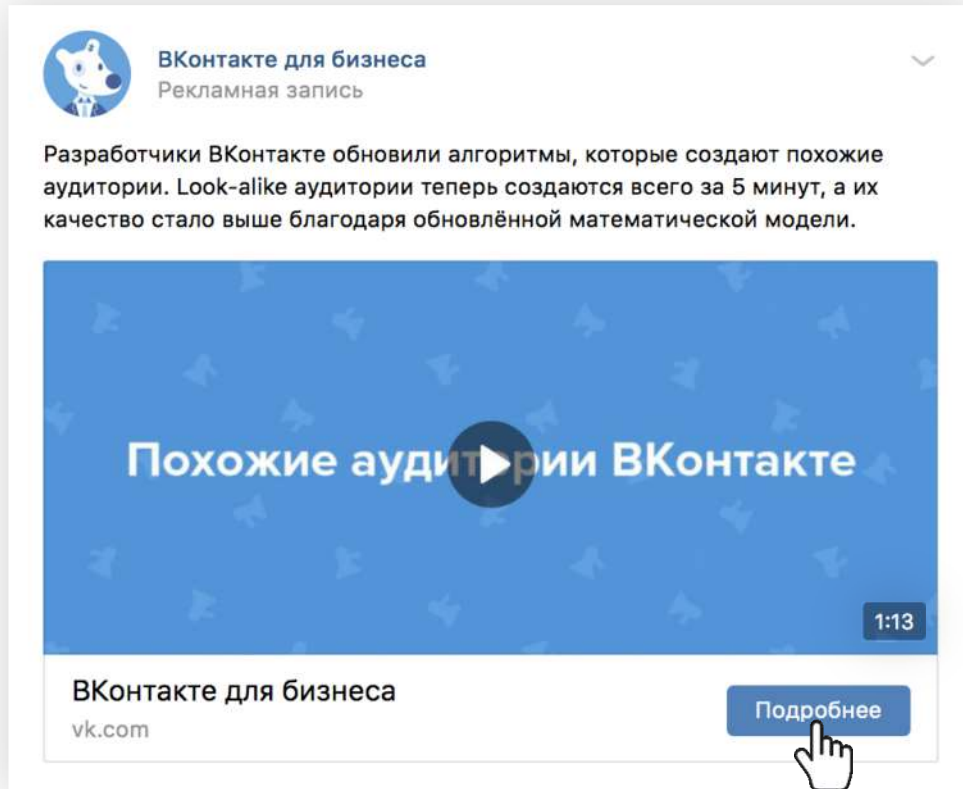 ВКонтакте для бизнеса
Рекламная запись
Разработчики ВКонтакте обновили алгоритмы, которые создают похожие
аудитории. Look-alike аудитории теперь создаются всего за 5 минут, а их
качество стало выше благодаря обновлённой математической модели.
Похожие аудитории ВКонтакте
1:13
ВКонтакте для бизнеса
vk.com
Подробнее